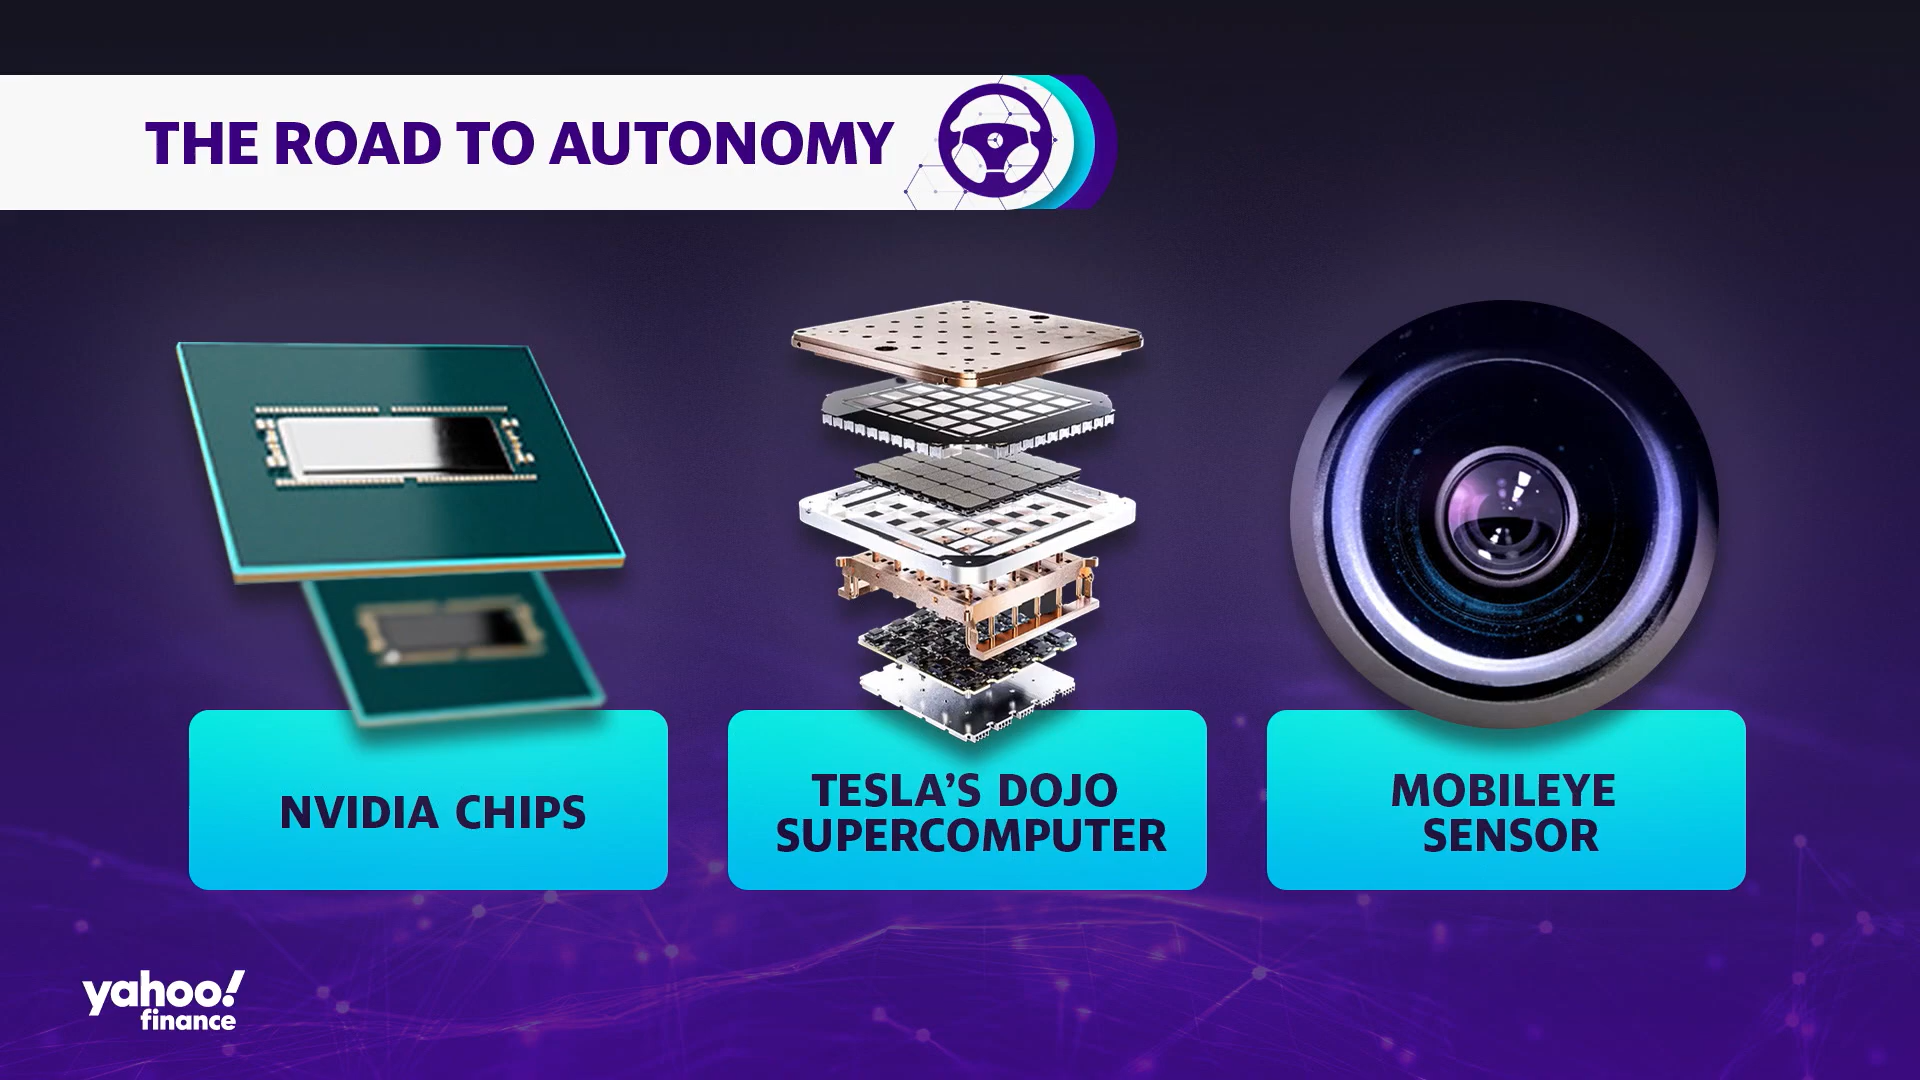 THE ROAD TO AUTONOMY
NVIDIA CHIPS
TESLA'S DOJO
SUPERCOMPUTER
MOBILEYE
SENSOR
yahoo!
finance